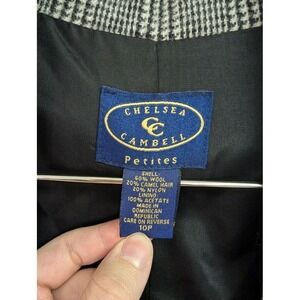 CHELSEA
CC
CAMBELL
Petites
SHELL:
60% WOOL
20% CAMEL HAIR
20% NYLON
LINING:
100% ACETATE
MADE IN
DOMINICAN
REPUBLIC
CARE ON REVERSE
10P